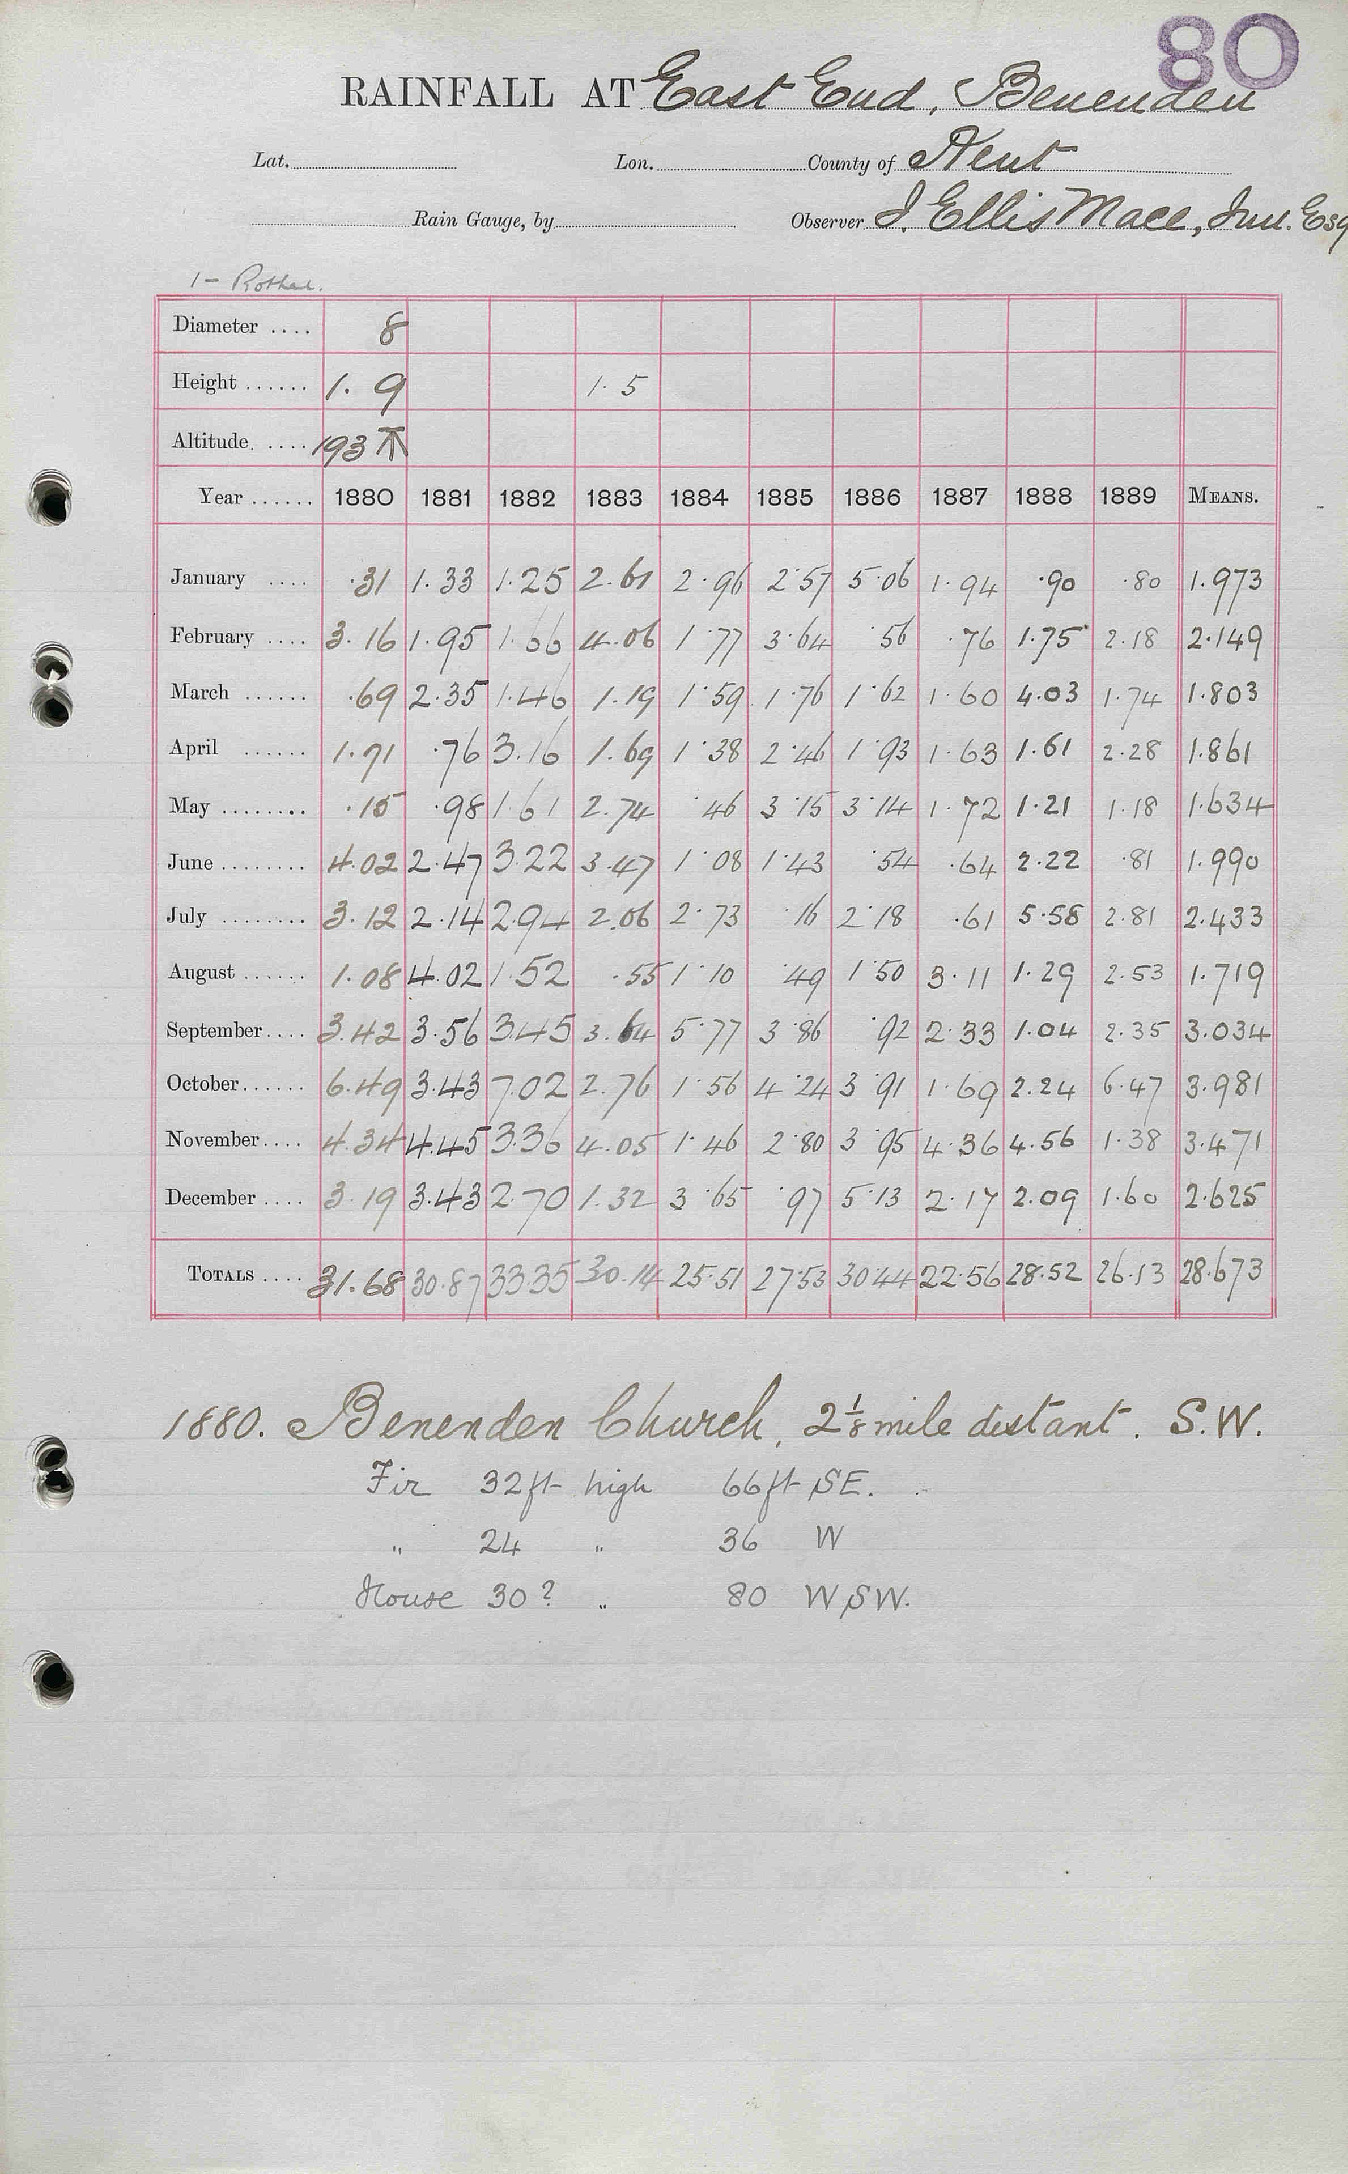 80
RAINFALL AT East End, Benenden
Lat. Lon. County of Kent
Rain Gauge, by Observer J. Ellis Mace, Jun. Esq
1 - Rother.
Diameter .... 8
Height ...... 1. 9 1.5
Altitude. .... 193
Year ...... 1880 1881 1882 1883 1884 1885 1886 1887 1888 1889 MEANS.
January .... .31 1.33 1.25 2.61 2.96 2.57 5.06 1.94 .90 .80 1.973
February .... 3.16 1.95 1.66 4.06 1.77 3.64 .56 .76 1.75 2.18 2.149
March ...... .69 2.35 1.46 1.19 1.59 1.76 1.62 1.60 4.03 1.74 1.803
April ...... 1.71 .76 3.16 1.69 1.38 2.46 1.93 1.63 1.61 2.28 1.861
May ........ .15 .98 1.61 2.74 .46 3.15 3.14 1.72 1.21 1.18 1.634
June ........ 4.02 2.47 3.22 3.47 1.08 1.43 .54 .64 2.22 .81 1.990
July ........ 3.12 2.14 2.94 2.06 2.73 .16 2.18 .61 5.58 2.81 2.433
August ...... 1.08 4.02 1.52 .55 1.10 .49 1.50 3.11 1.29 2.53 1.719
September .... 3.42 3.56 3.45 3.64 5.77 3.86 .92 2.33 1.04 2.35 3.034
October ...... 6.49 3.43 7.02 2.76 1.56 4.24 3.91 1.69 2.24 6.47 3.981
November .... 4.34 4.45 3.36 4.05 1.46 2.80 3.95 4.36 4.56 1.38 3.471
December .... 3.19 3.43 2.70 1.32 3.65 .97 5.13 2.17 2.09 1.60 2.625
TOTALS .... 31.68 30.87 33.35 30.14 25.51 27.53 30.44 22.56 28.52 26.13 28.673
1880. Benenden Church, 2⅛ mile distant. S.W.
Fir 32 ft high 66 ft SE.
„ 24 „ 36 W
House 30? „ 80 WSW.